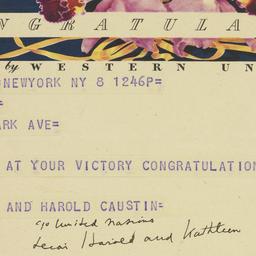 NGRATULA
by WESTERN UN
NEWYORK NY 8 1246P=
=
ARK AVE=
AT YOUR VICTORY CONGRATULATION
AND HAROLD CAUSTIN=
c/o United Nations
Harold and Kathleen